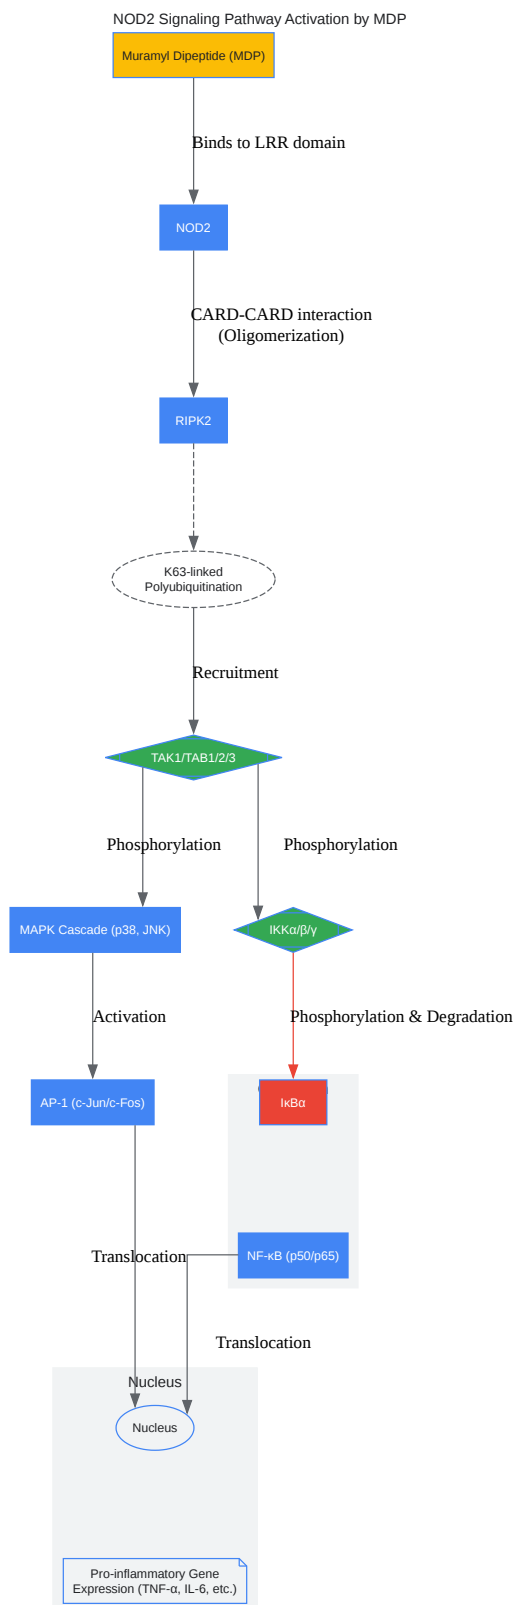 NOD2 Signaling Pathway Activation by MDP
Muramyl Dipeptide (MDP)
Binds to LRR domain
NOD2
CARD-CARD interaction
(Oligomerization)
RIPK2
K63-linked
Polyubiquitination
Recruitment
TAK1/TAB1/2/3
Phosphorylation
Phosphorylation
MAPK Cascade (p38, JNK)
IKKα/β/γ
Activation
Phosphorylation & Degradation
AP-1 (c-Jun/c-Fos)
IκBα
NF-κB (p50/p65)
Translocation
Translocation
Nucleus
Nucleus
Pro-inflammatory Gene
Expression (TNF-α, IL-6, etc.)